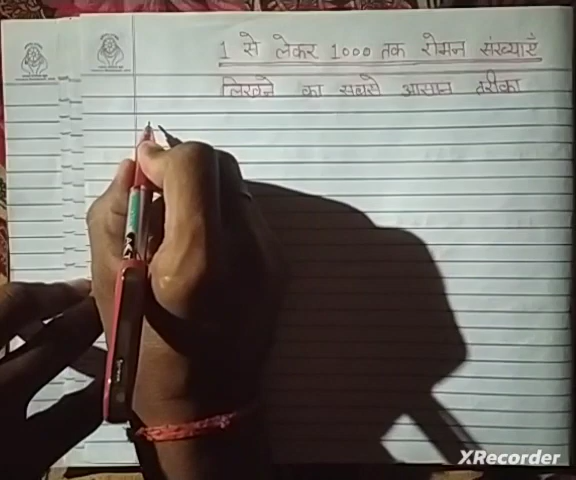 1 से लेकर 1000 तक रोमन संख्याएँ
लिखने का सबसे आसान तरीका
XRecorder